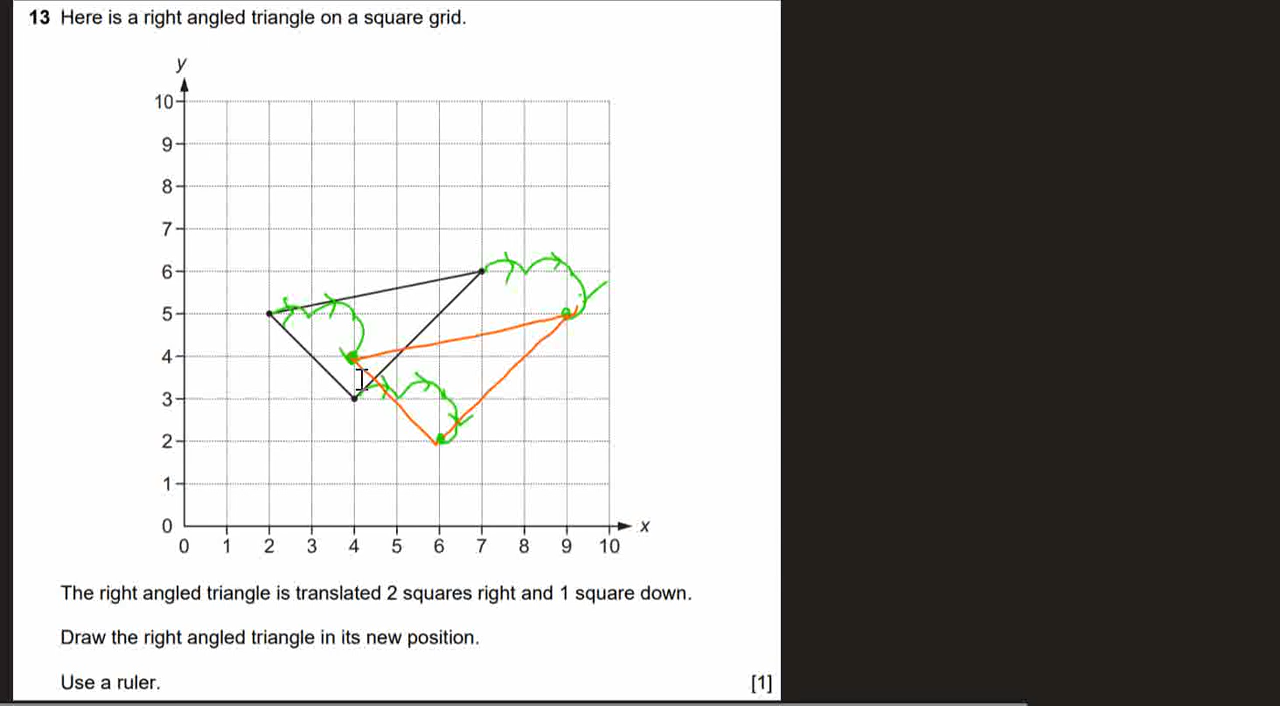 13 Here is a right angled triangle on a square grid.
y
10
9
8
7
6
5
4
3
2
1
0
x
0 1 2 3 4 5 6 7 8 9 10
The right angled triangle is translated 2 squares right and 1 square down.
Draw the right angled triangle in its new position.
Use a ruler. [1]